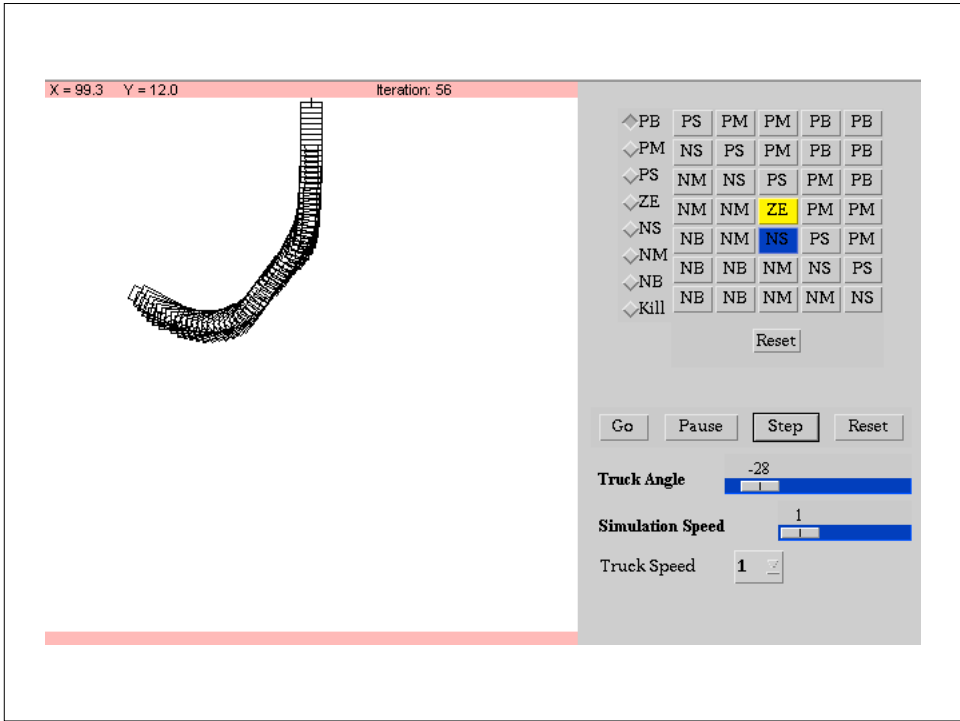 X = 99.3 Y = 12.0 Iteration: 56
PB PS PM PM PB PB
PM NS PS PM PB PB
PS NM NS PS PM PB
ZE NM NM ZE PM PM
NS NB NM NS PS PM
NM NB NB NM NS PS
NB NB NB NM NM NS
Kill
Reset
Go Pause Step Reset
-28
Truck Angle
1
Simulation Speed
Truck Speed 1